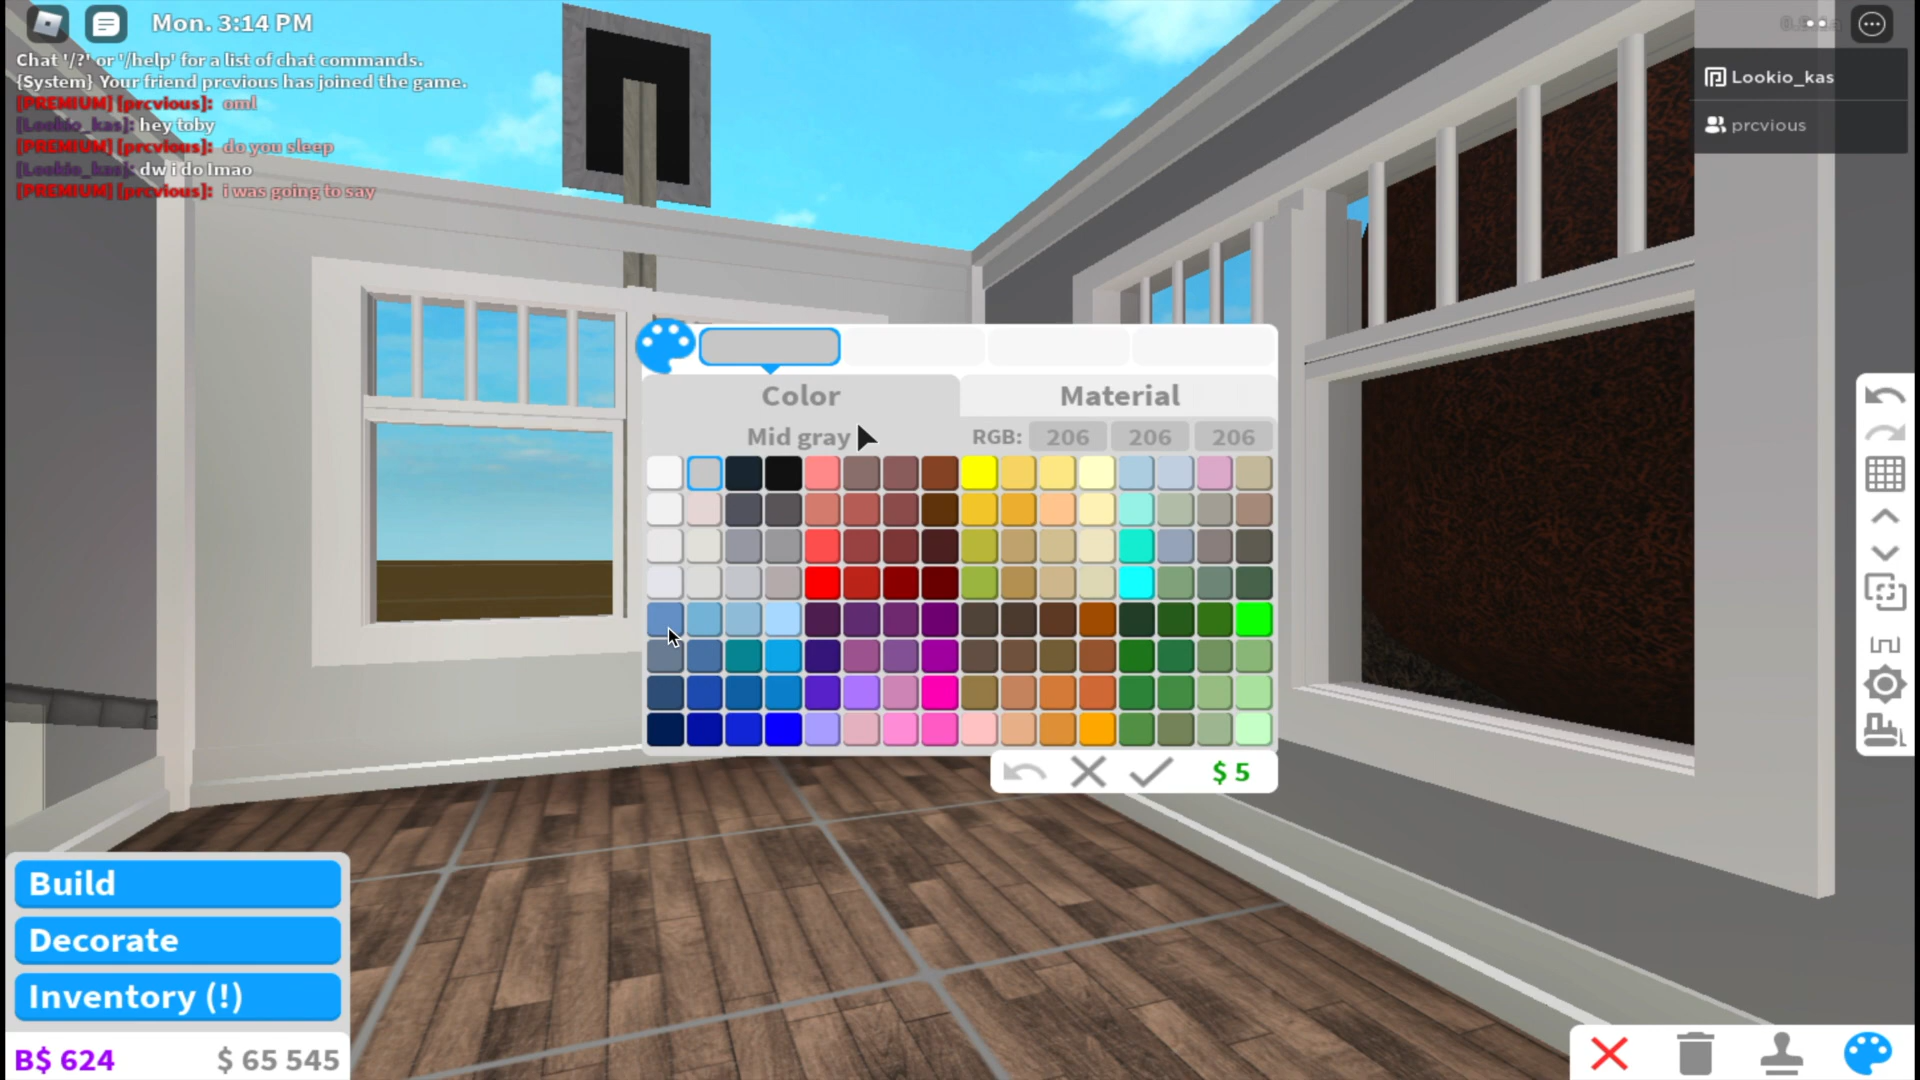 Mon. 3:14 PM
Chat '/?' or '/help' for a list of chat commands.
{System} Your friend prcvious has joined the game.
[PREMIUM] [prcvious]: oml
[Lookio_kas]: hey toby
[PREMIUM] [prcvious]: do you sleep
[Lookio_kas]: dw i do lmao
[PREMIUM] [prcvious]: i was going to say
Lookio_kas
prcvious
Color
Material
Mid gray
RGB: 206 206 206
$ 5
Build
Decorate
Inventory (!)
B$ 624 $ 65 545